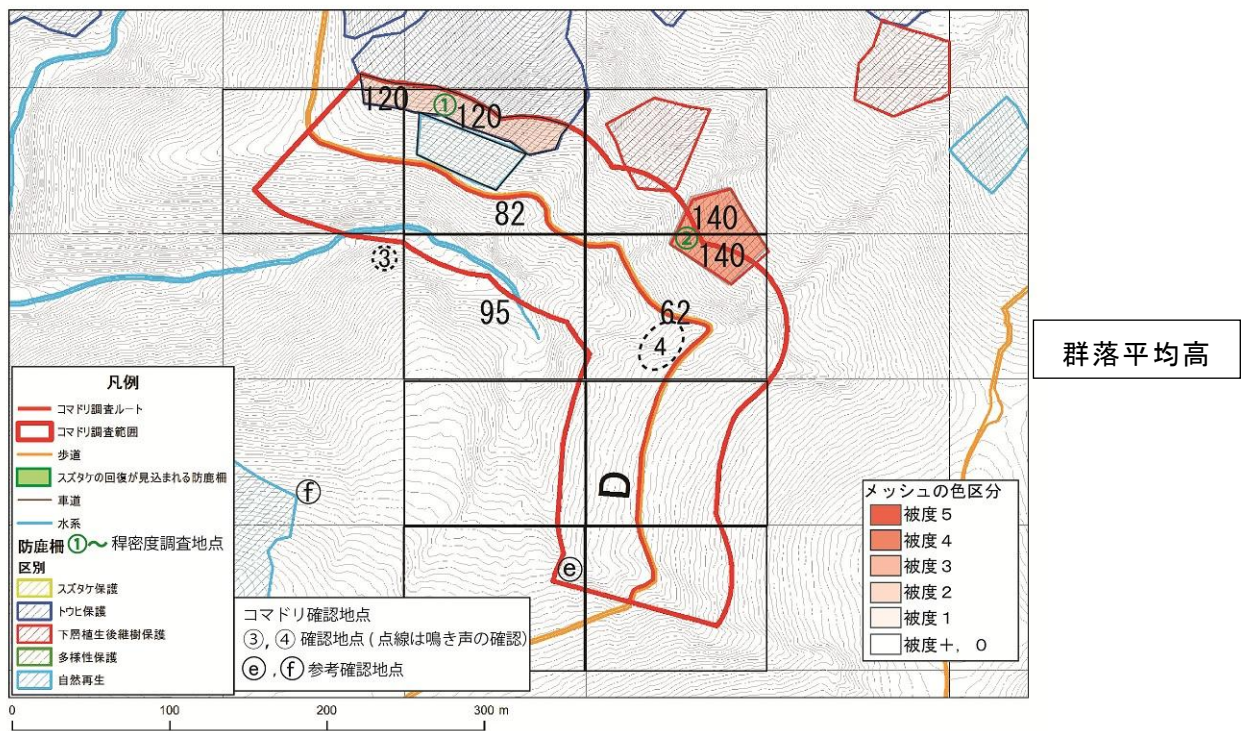 120
①
120
82
140
②
140
③
95
62
4
D
ⓔ
ⓕ
群落平均高
凡例
コマドリ調査ルート
コマドリ調査範囲
歩道
スズタケの回復が見込まれる防鹿柵
車道
水系
防鹿柵 ①～ 稈密度調査地点
区別
スズタケ保護
トウヒ保護
下層植生後継樹保護
多様性保護
自然再生
コマドリ確認地点
③, ④ 確認地点 ( 点線は鳴き声の確認)
ⓔ , ⓕ 参考確認地点
メッシュの色区分
被度５
被度４
被度３
被度２
被度１
被度＋, ０
0 100 200 300 m